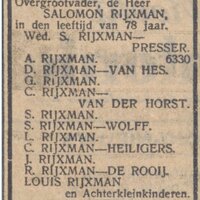 Overgrootvader, de Heer
SALOMON RIJXMAN,
in den leeftijd van 78 jaar.
Wed. S. RIJXMAN—
PRESSER.
A. RIJXMAN. 6330
D. RIJXMAN—VAN HES.
G. RIJXMAN.
C. RIJXMAN—
VAN DER HORST.
S. RIJXMAN.
S. RIJXMAN—WOLFF.
L. RIJXMAN.
C. RIJXMAN—HEILIGERS.
J. RIJXMAN.
R. RIJXMAN—DE ROOIJ.
LOUIS RIJXMAN
en Achterkleinkinderen.